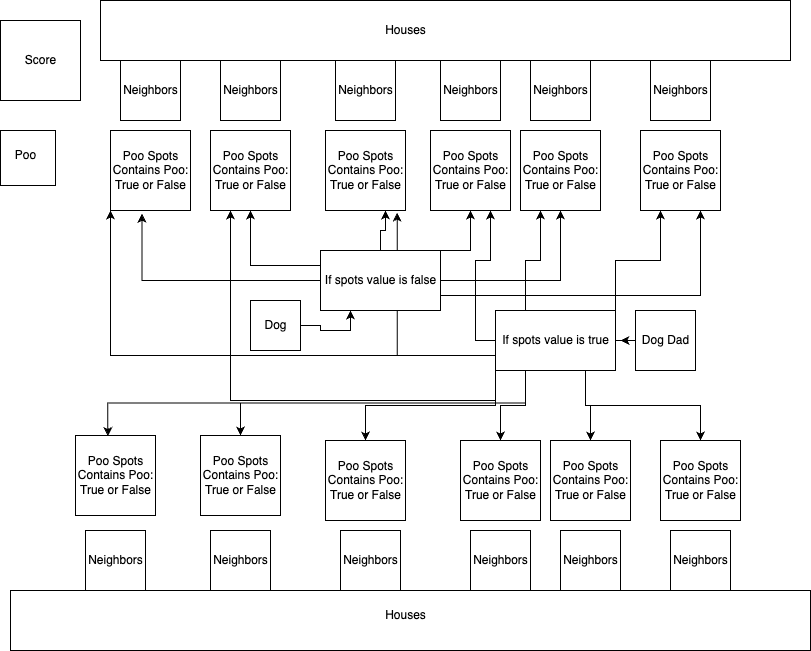 Houses
Score
Neighbors
Neighbors
Neighbors
Neighbors
Neighbors
Neighbors
Poo
Poo Spots
Contains Poo:
True or False
Poo Spots
Contains Poo:
True or False
Poo Spots
Contains Poo:
True or False
Poo Spots
Contains Poo:
True or False
Poo Spots
Contains Poo:
True or False
Poo Spots
Contains Poo:
True or False
If spots value is false
Dog
If spots value is true
Dog Dad
Poo Spots
Contains Poo:
True or False
Poo Spots
Contains Poo:
True or False
Poo Spots
Contains Poo:
True or False
Poo Spots
Contains Poo:
True or False
Poo Spots
Contains Poo:
True or False
Poo Spots
Contains Poo:
True or False
Neighbors
Neighbors
Neighbors
Neighbors
Neighbors
Neighbors
Houses